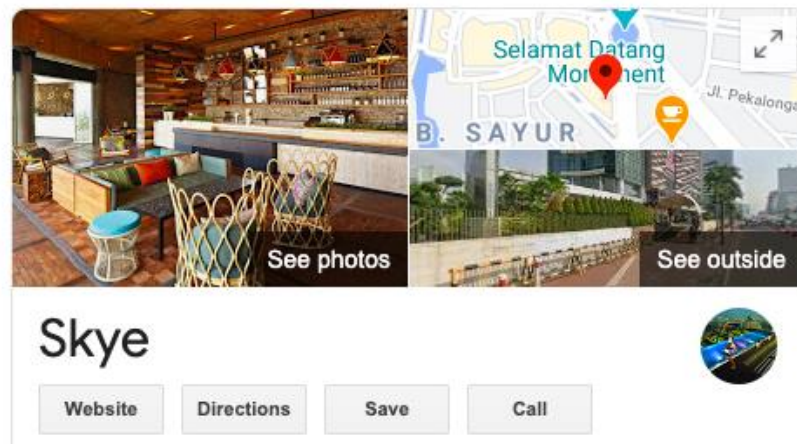 Selamat Datang
Monument
Jl. Pekalonga
B. SAYUR
See photos
See outside
Skye
Website
Directions
Save
Call